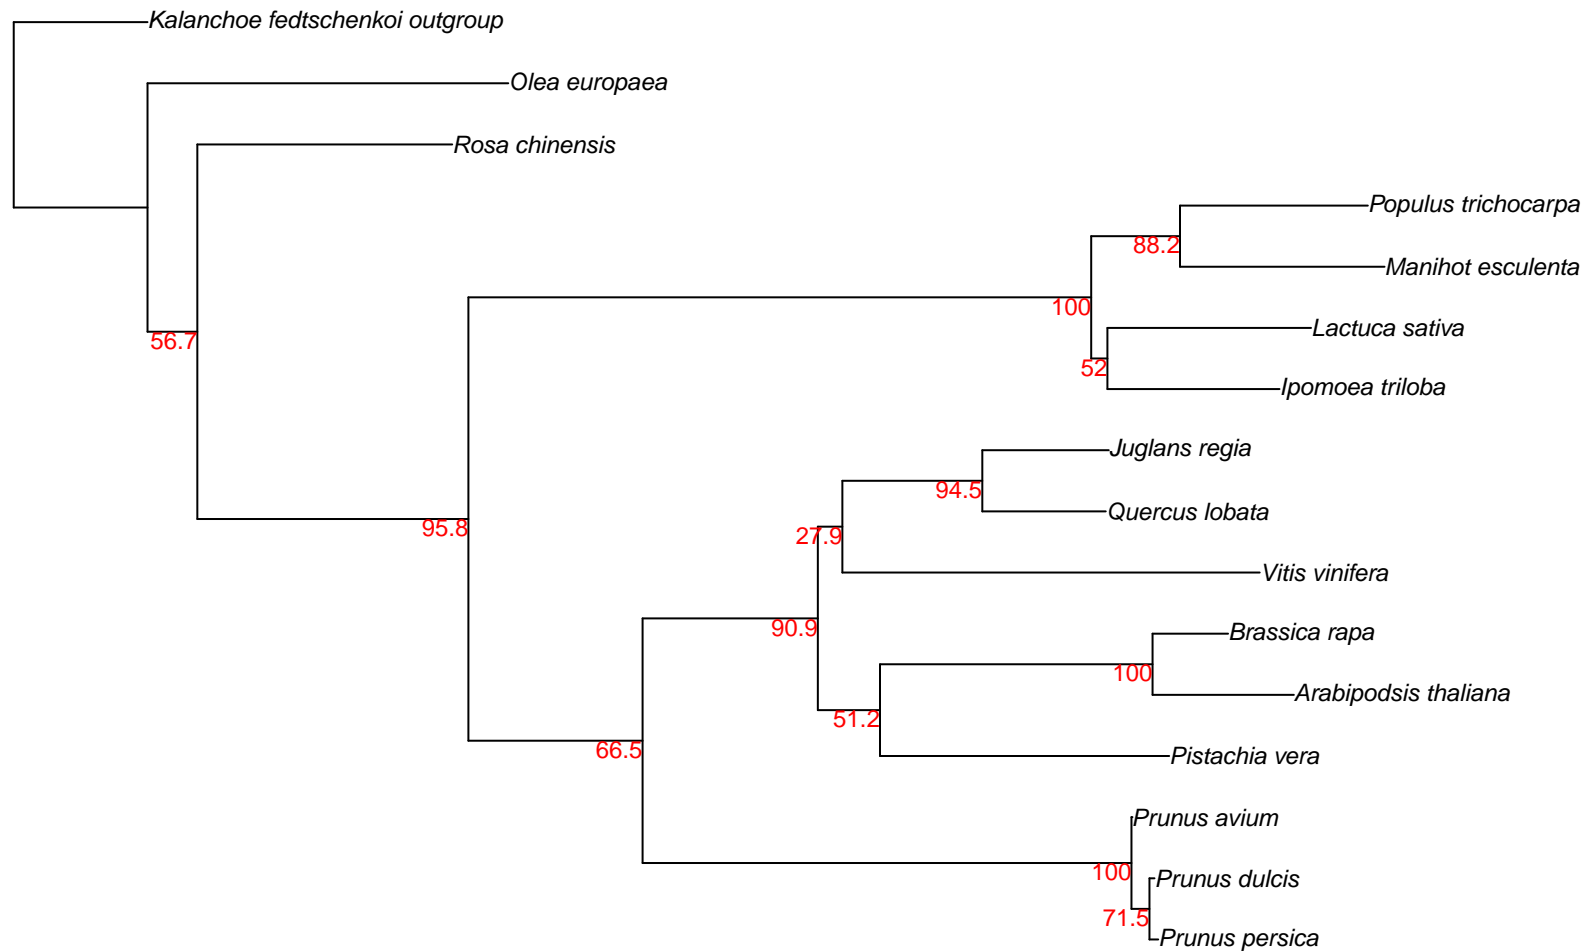 Kalanchoe fedtschenkoi outgroup
Olea europaea
Rosa chinensis
Populus trichocarpa
88.2
Manihot esculenta
100
Lactuca sativa
56.7
52
Ipomoea triloba
Juglans regia
94.5
Quercus lobata
95.8
27.9
Vitis vinifera
90.9
Brassica rapa
100
Arabipodsis thaliana
51.2
66.5
Pistachia vera
Prunus avium
100
Prunus dulcis
71.5
Prunus persica